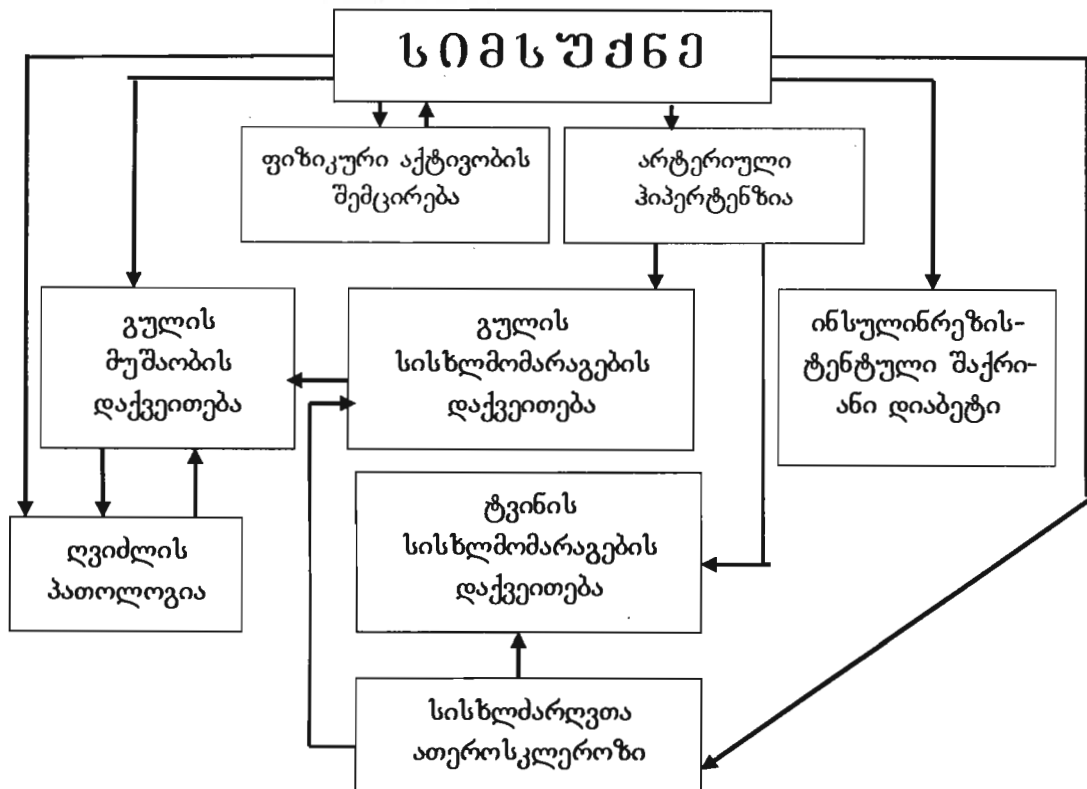 სიმსუქნე
ფიზიკური აქტივობის
შემცირება
არტერიული
ჰიპერტენზია
გულის
მუშაობის
დაქვეითება
გულის
სისხლმომარაგების
დაქვეითება
ინსულინრეზის-
ტენტული შაქრი-
ანი დიაბეტი
ტვინის
სისხლმომარაგების
დაქვეითება
ღვიძლის
პათოლოგია
სისხლძარღვთა
ათეროსკლეროზი